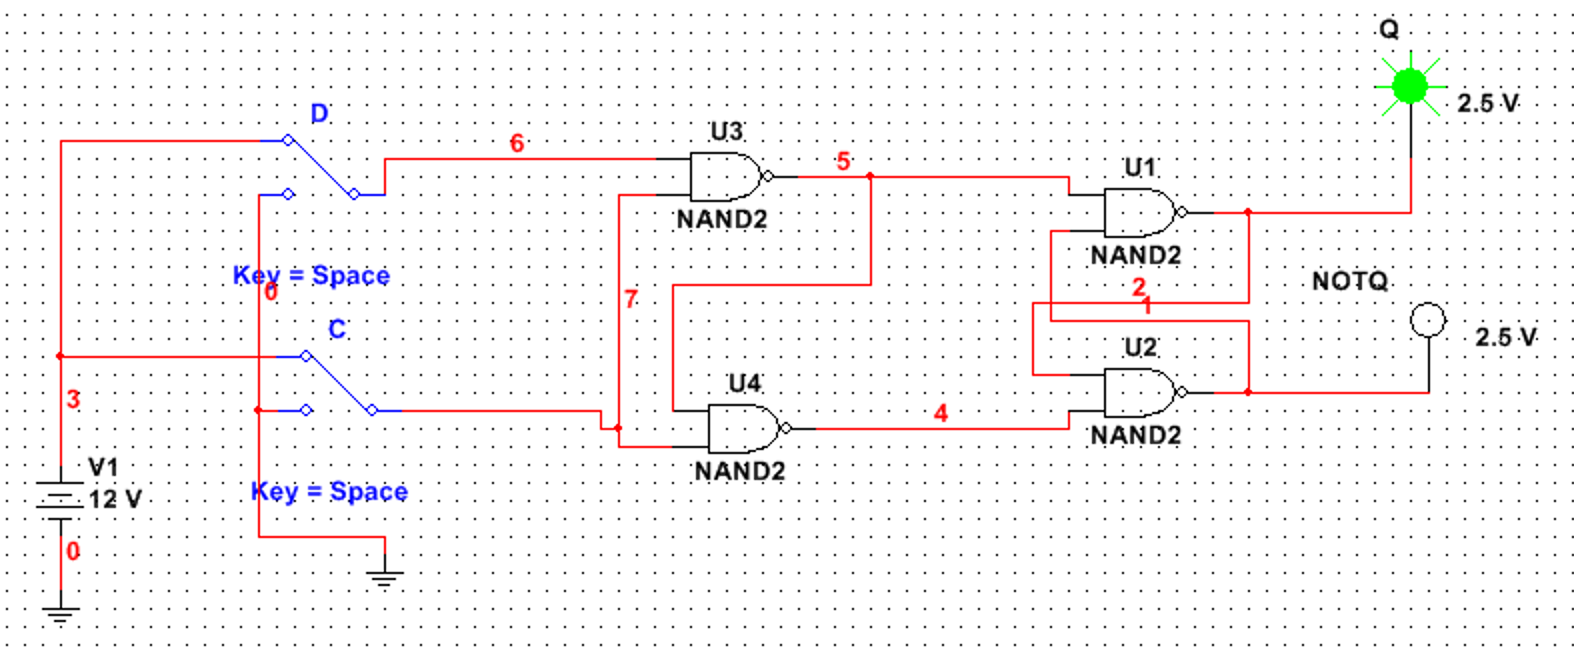 Q
2.5 V
D
6
U3
NAND2
5
U1
NAND2
Key = Space
0
7
2
1
NOTQ
2.5 V
C
U2
NAND2
3
U4
NAND2
4
V1
12 V
Key = Space
0